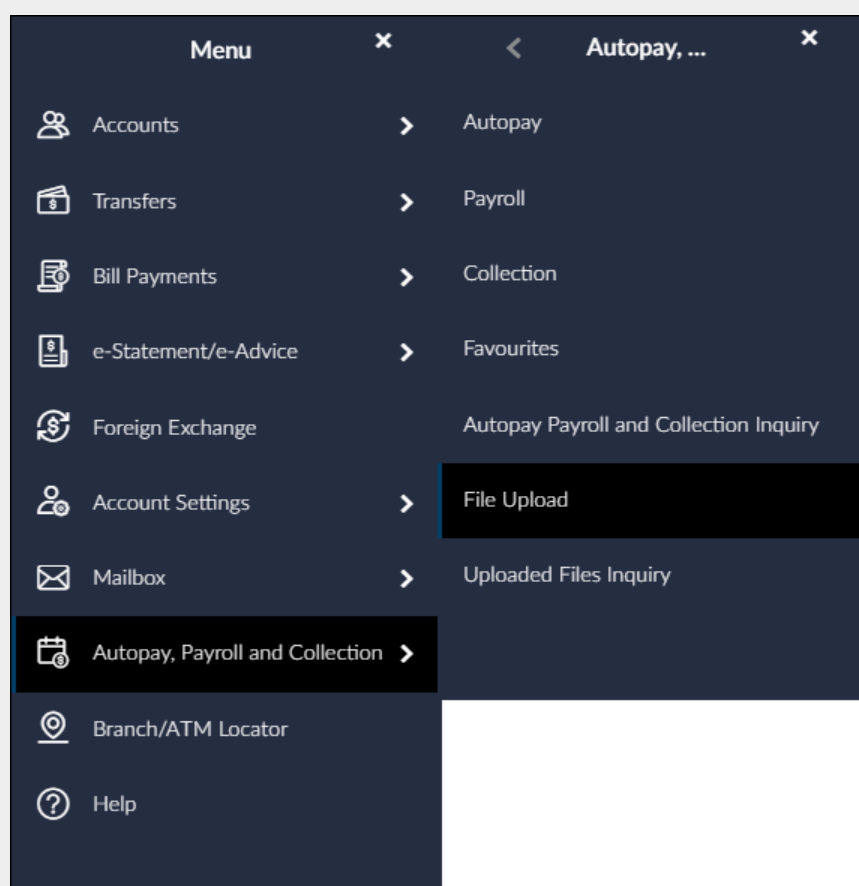 Menu
Accounts
Transfers
Bill Payments
e-Statement/e-Advice
Foreign Exchange
Account Settings
Mailbox
Autopay, Payroll and Collection
Branch/ATM Locator
Help
Autopay, ...
Autopay
Payroll
Collection
Favourites
Autopay Payroll and Collection Inquiry
File Upload
Uploaded Files Inquiry